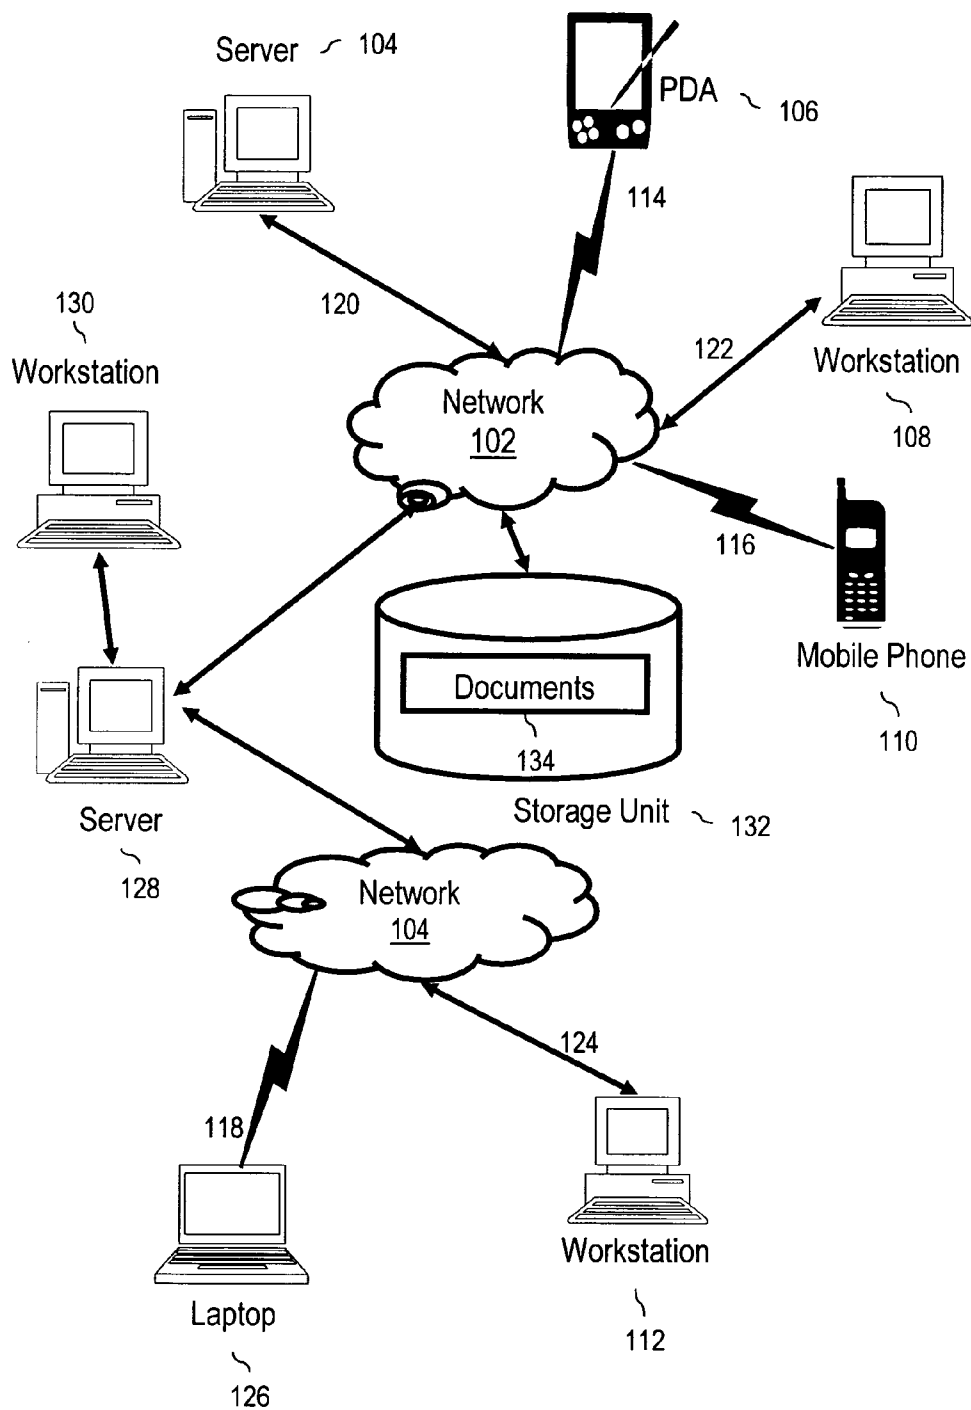 Server 104
PDA 106
114
120
130
Workstation
122
Workstation
108
Network
102
116
Mobile Phone
110
Documents
134
Storage Unit 132
Server
128
Network
104
124
118
Laptop
126
Workstation
112